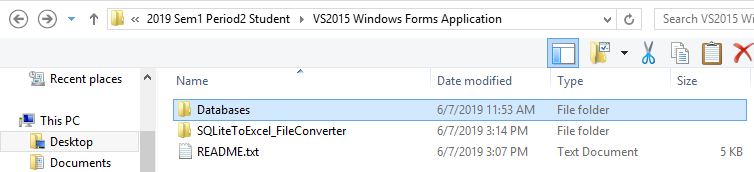 « 2019 Sem1 Period2 Student › VS2015 Windows Forms Application Search VS2015 Windows Fo
Recent places
Name Date modified Type Size
This PC
Databases 6/7/2019 11:53 AM File folder
Desktop
SQLiteToExcel_FileConverter 6/7/2019 3:14 PM File folder
Documents
README.txt 6/7/2019 3:07 PM Text Document 5 KB